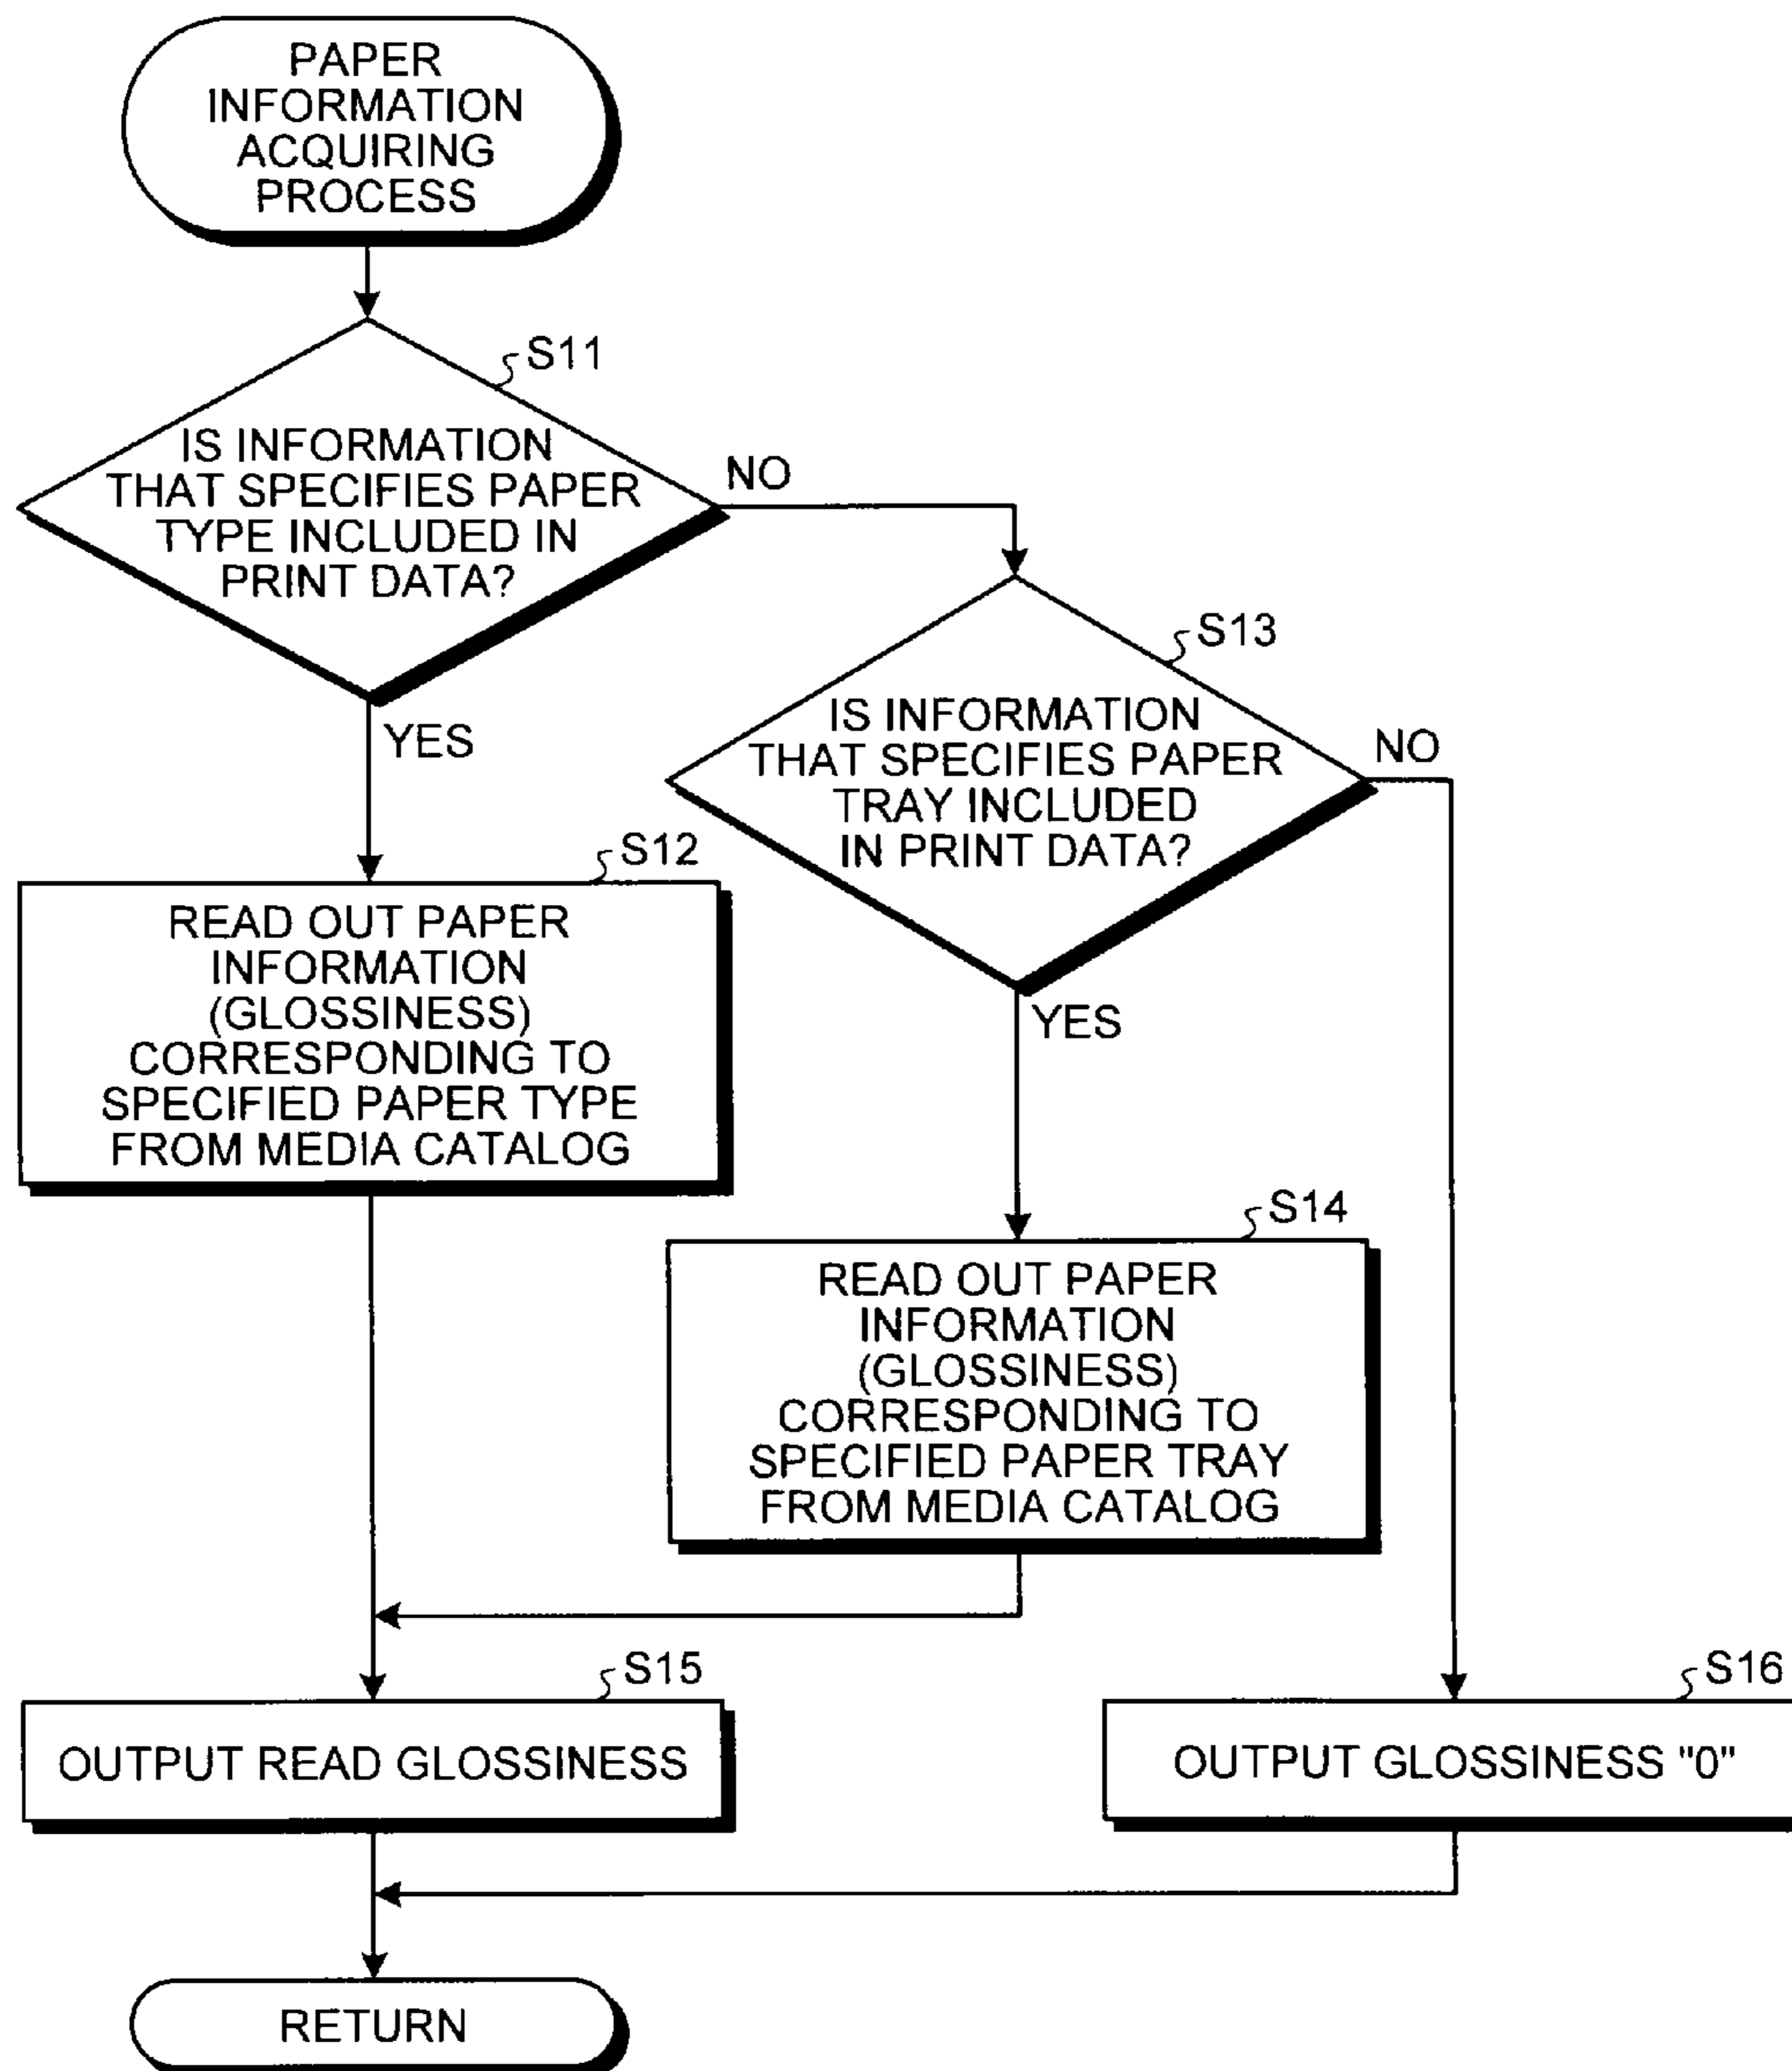 PAPER
INFORMATION
ACQUIRING
PROCESS
S11
IS INFORMATION
THAT SPECIFIES PAPER
TYPE INCLUDED IN
PRINT DATA?
NO
YES
S13
IS INFORMATION
THAT SPECIFIES PAPER
TRAY INCLUDED
IN PRINT DATA?
NO
YES
S12
READ OUT PAPER
INFORMATION
(GLOSSINESS)
CORRESPONDING TO
SPECIFIED PAPER TYPE
FROM MEDIA CATALOG
S14
READ OUT PAPER
INFORMATION
(GLOSSINESS)
CORRESPONDING TO
SPECIFIED PAPER TRAY
FROM MEDIA CATALOG
S15
OUTPUT READ GLOSSINESS
S16
OUTPUT GLOSSINESS "0"
RETURN